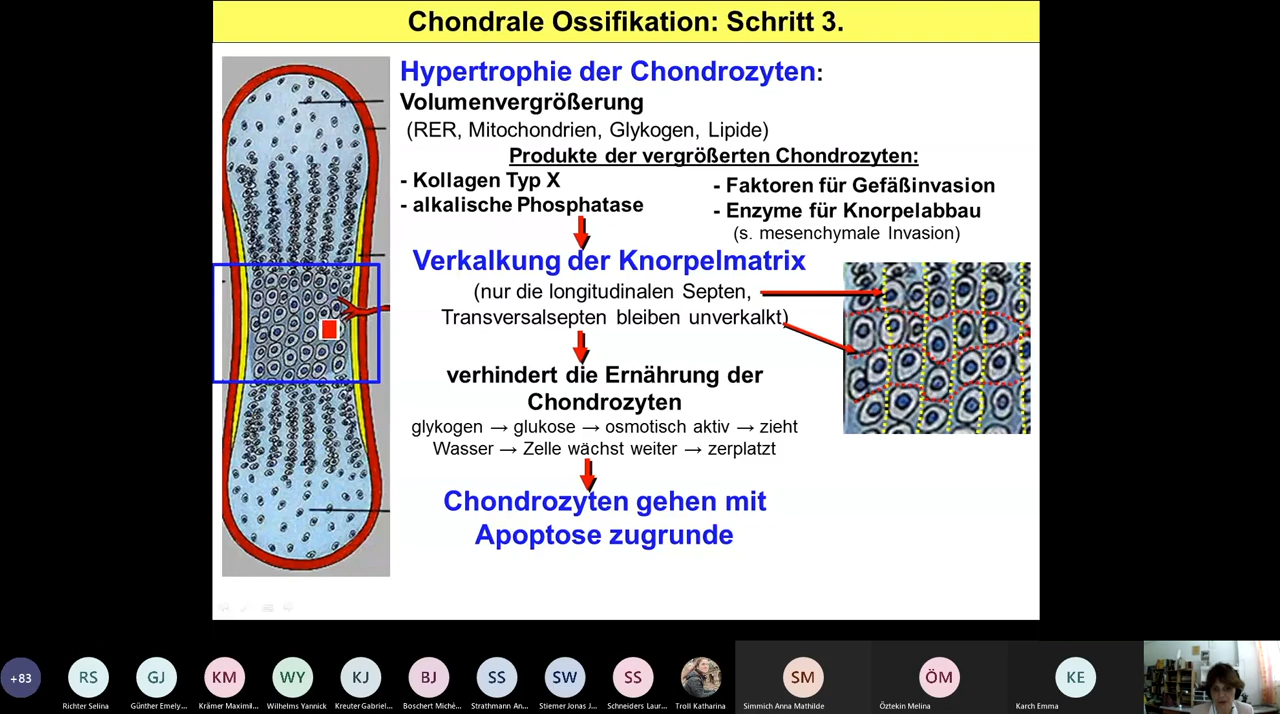 Chondrale Ossifikation: Schritt 3.
Hypertrophie der Chondrozyten:
Volumenvergrößerung
(RER, Mitochondrien, Glykogen, Lipide)
Produkte der vergrößerten Chondrozyten:
- Kollagen Typ X
- alkalische Phosphatase
- Faktoren für Gefäßinvasion
- Enzyme für Knorpelabbau
(s. mesenchymale Invasion)
Verkalkung der Knorpelmatrix
(nur die longitudinalen Septen,
Transversalsepten bleiben unverkalkt)
verhindert die Ernährung der
Chondrozyten
glykogen → glukose → osmotisch aktiv → zieht
Wasser → Zelle wächst weiter → zerplatzt
Chondrozyten gehen mit
Apoptose zugrunde
+83
RS
GJ
KM
WY
KJ
BJ
SS
SW
SS
SM
ÖM
KE
Richter Selina
Günther Emely...
Krämer Maximil...
Wilhelms Yannick
Kreuter Gabriel...
Boschert Miché...
Strathmann An...
Stiemer Jonas J...
Schneiders Laur...
Troll Katharina
Simmich Anna Mathilde
Öztekin Melina
Karch Emma